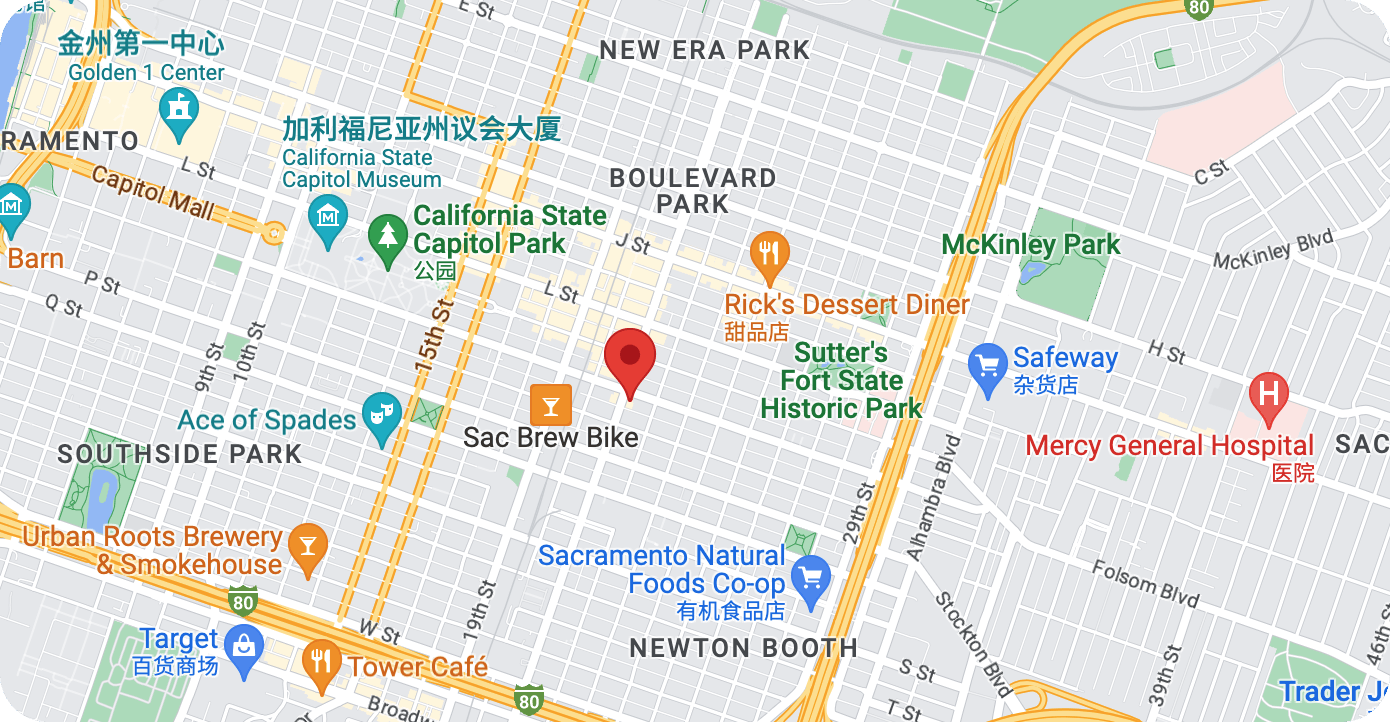 馆
E St
80
金州第一中心
Golden 1 Center
NEW ERA PARK
加利福尼亚州议会大厦
California State
Capitol Museum
RAMENTO
L St
Capitol Mall
C St
BOULEVARD
PARK
California State
Capitol Park
公园
J St
McKinley Park
McKinley Blvd
Barn
P St
Q St
L St
Rick's Dessert Diner
甜品店
15th St
9th St
10th St
Sutter's
Fort State
Historic Park
Safeway
杂货店
H St
H
Mercy General Hospital
医院
SAC
Ace of Spades
Sac Brew Bike
SOUTHSIDE PARK
29th St
Alhambra Blvd
Urban Roots Brewery
& Smokehouse
Sacramento Natural
Foods Co-op
有机食品店
Folsom Blvd
80
19th St
W St
Stockton Blvd
Target
百货商场
Tower Café
NEWTON BOOTH
S St
T St
39th St
46th St
Trader Jo
80
Broadw